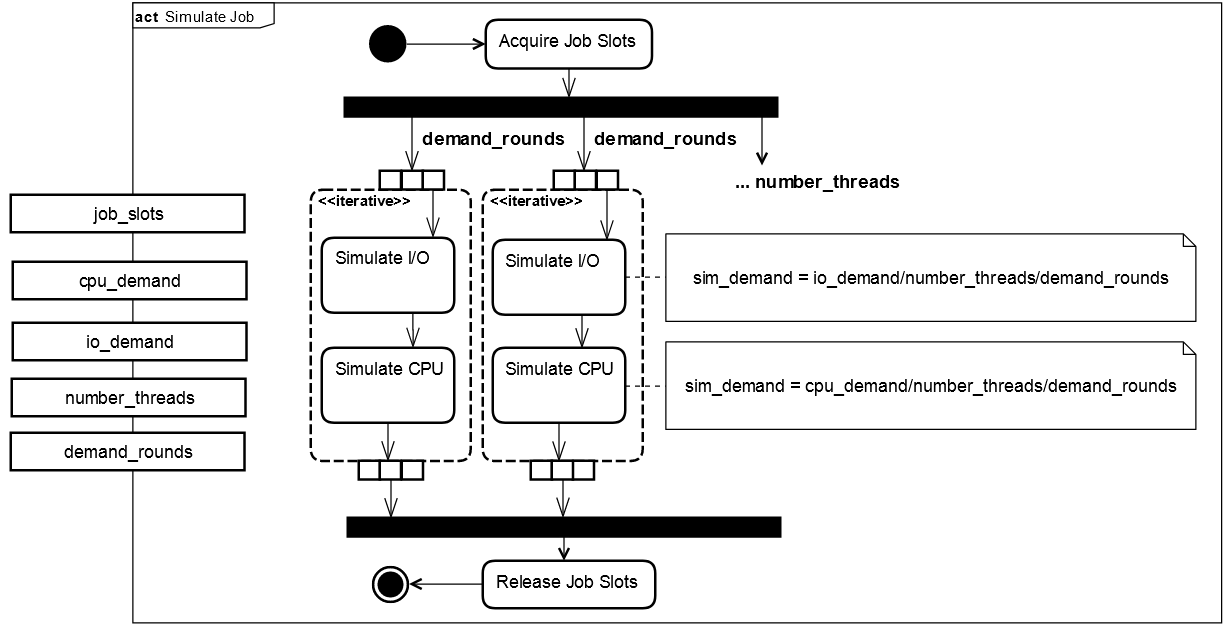 act Simulate Job
Acquire Job Slots
demand_rounds
demand_rounds
... number_threads
<<iterative>>
<<iterative>>
job_slots
cpu_demand
io_demand
number_threads
demand_rounds
Simulate I/O
Simulate I/O
sim_demand = io_demand/number_threads/demand_rounds
Simulate CPU
Simulate CPU
sim_demand = cpu_demand/number_threads/demand_rounds
Release Job Slots